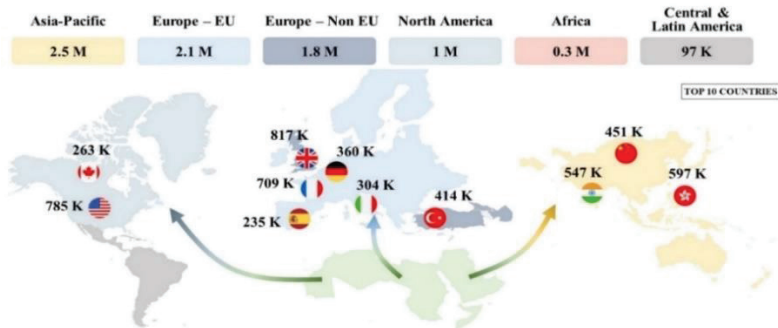 Asia-Pacific
2.5 M
Europe – EU
2.1 M
Europe – Non EU
1.8 M
North America
1 M
Africa
0.3 M
Central &
Latin America
97 K
TOP 10 COUNTRIES
263 K
785 K
817 K
360 K
709 K
304 K
235 K
414 K
451 K
547 K
597 K